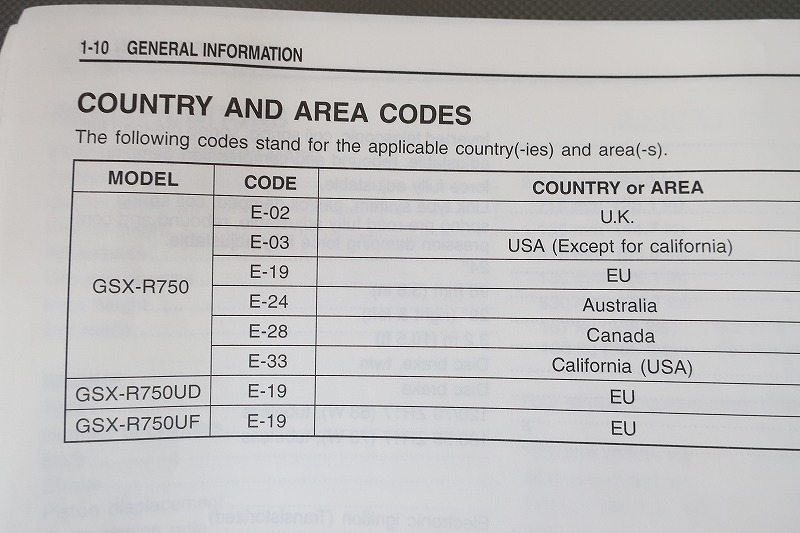 1-10 GENERAL INFORMATION
COUNTRY AND AREA CODES
The following codes stand for the applicable country(-ies) and area(-s).
MODEL CODE COUNTRY or AREA
GSX-R750 E-02 U.K.
E-03 USA (Except for california)
E-19 EU
E-24 Australia
E-28 Canada
E-33 California (USA)
GSX-R750UD E-19 EU
GSX-R750UF E-19 EU